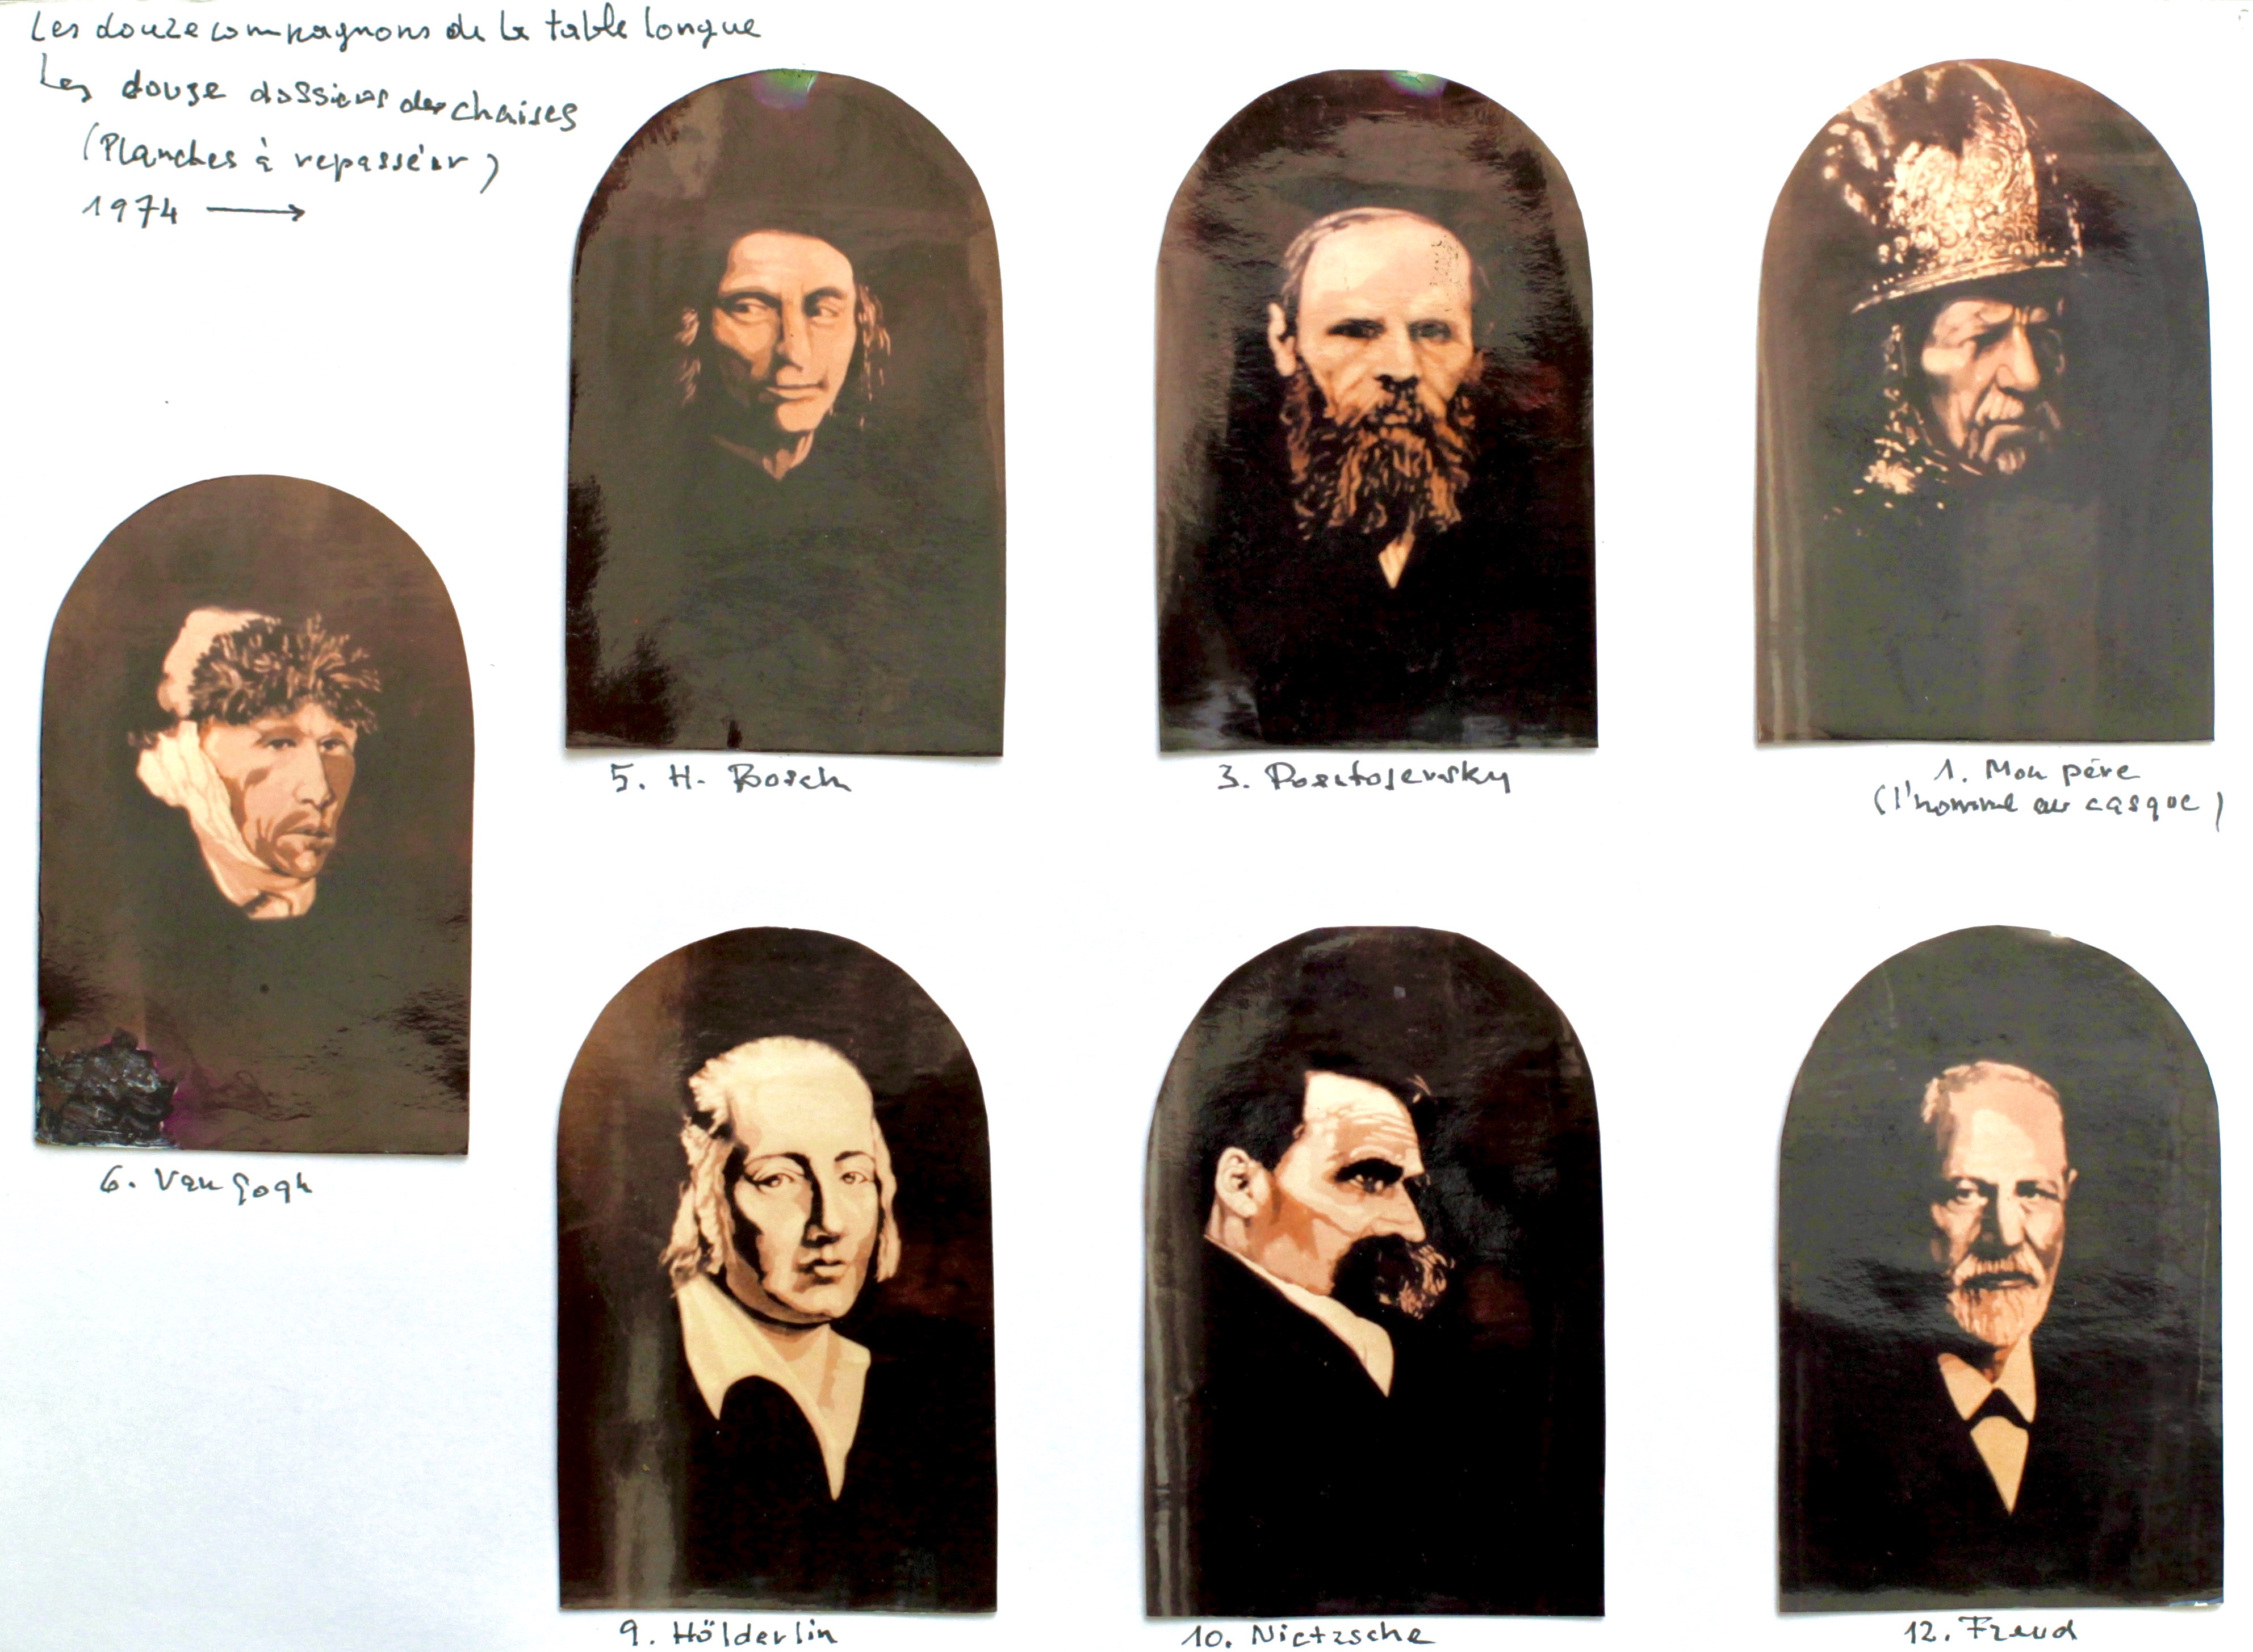 Les douze compagnons de la table longue
Les douze dossiers des chaises
(Planches à repasséer)
1974
5. H. Bosch
3. Dostojevsky
1. Mon père
(l'homme au casque)
6. Van Gogh
9. Hölderlin
10. Nietzsche
12. Freud